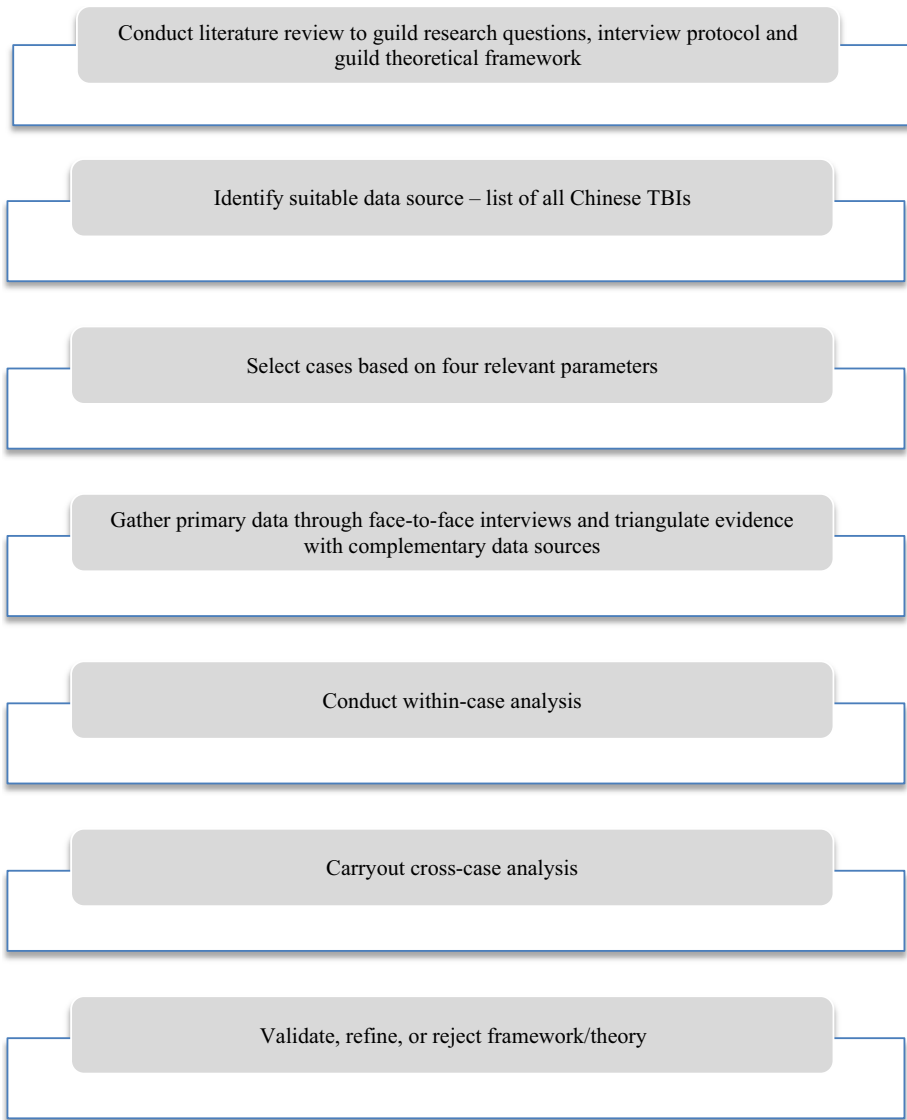 Conduct literature review to guild research questions, interview protocol and
guild theoretical framework
Identify suitable data source – list of all Chinese TBIs
Select cases based on four relevant parameters
Gather primary data through face-to-face interviews and triangulate evidence
with complementary data sources
Conduct within-case analysis
Carryout cross-case analysis
Validate, refine, or reject framework/theory